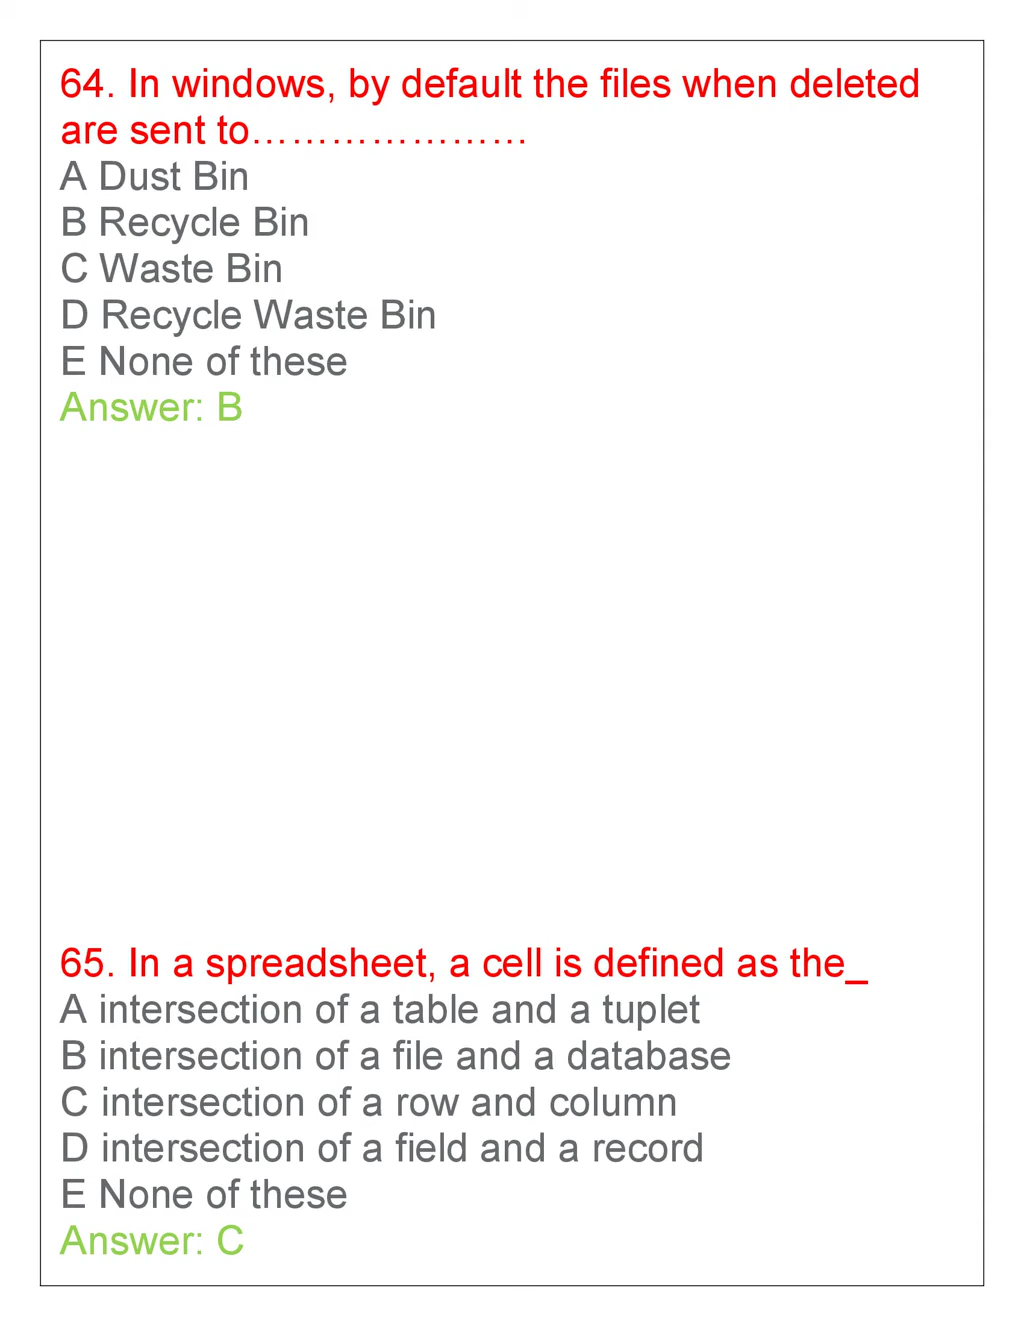 64. In windows, by default the files when deleted
are sent to…………………
A Dust Bin
B Recycle Bin
C Waste Bin
D Recycle Waste Bin
E None of these
Answer: B
65. In a spreadsheet, a cell is defined as the_
A intersection of a table and a tuplet
B intersection of a file and a database
C intersection of a row and column
D intersection of a field and a record
E None of these
Answer: C